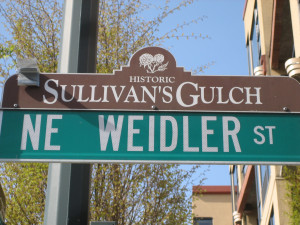 HISTORIC
SULLIVAN'S GULCH
NE WEIDLER ST